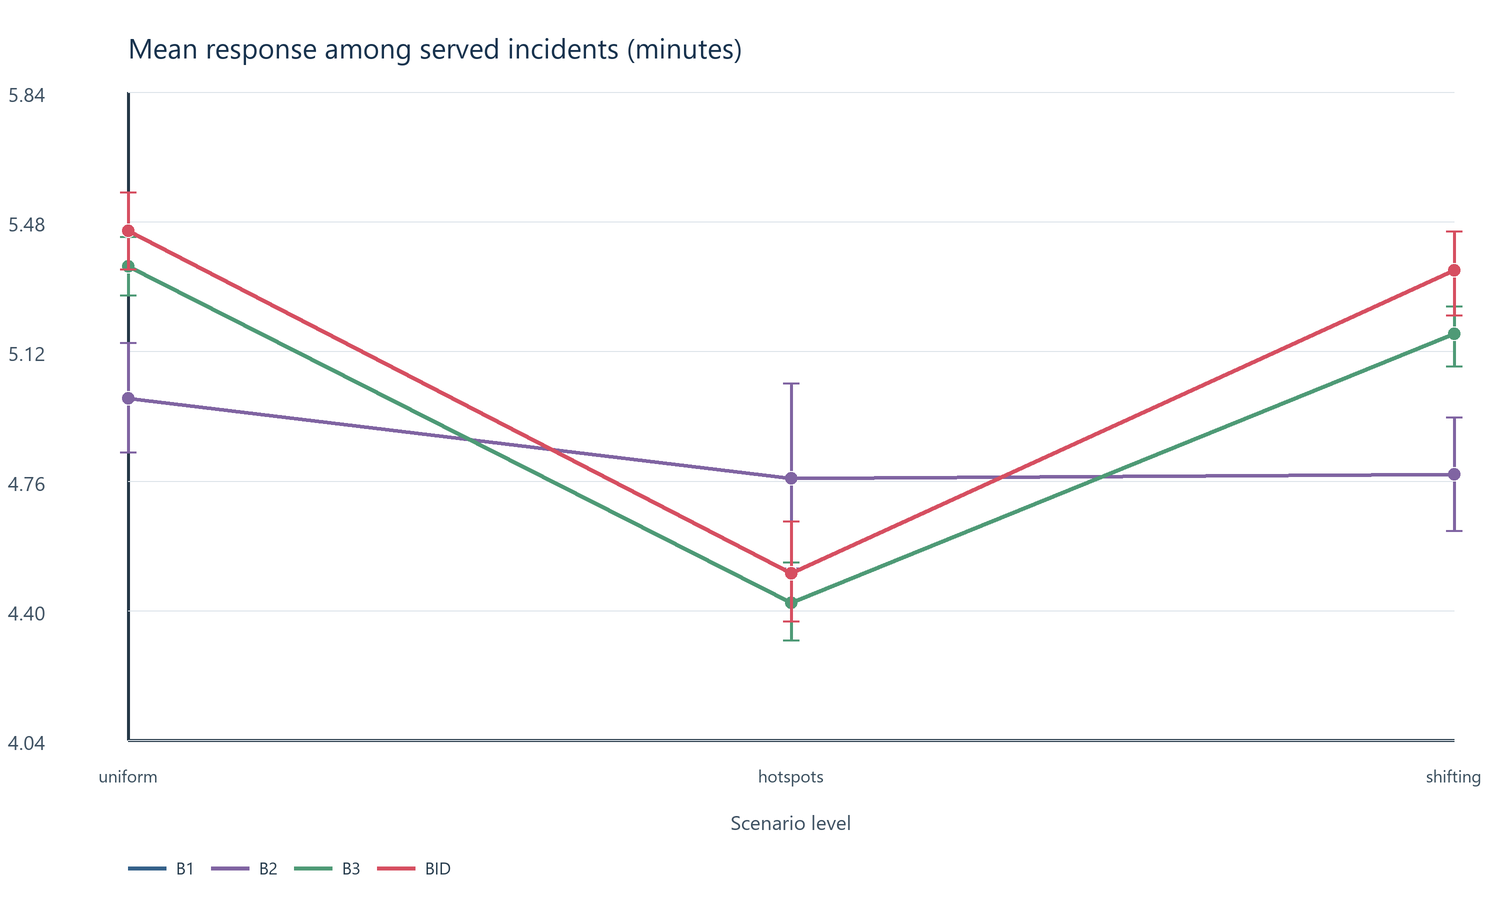 Mean response among served incidents (minutes)
5.84
5.48
5.12
4.76
4.40
4.04
uniform hotspots shifting
Scenario level
B1 B2 B3 BID